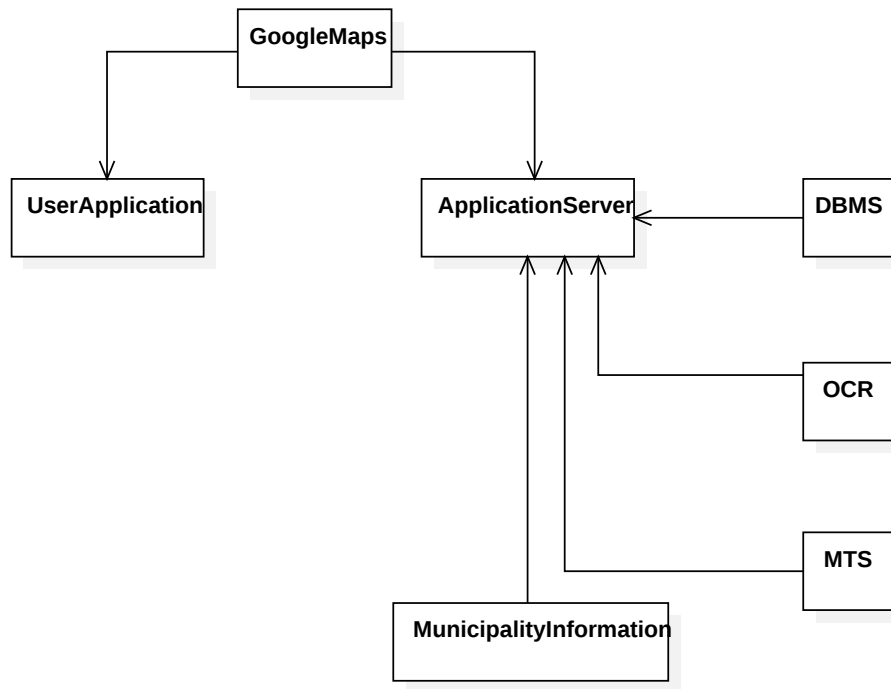 GoogleMaps
UserApplication
ApplicationServer
DBMS
OCR
MTS
MunicipalityInformation